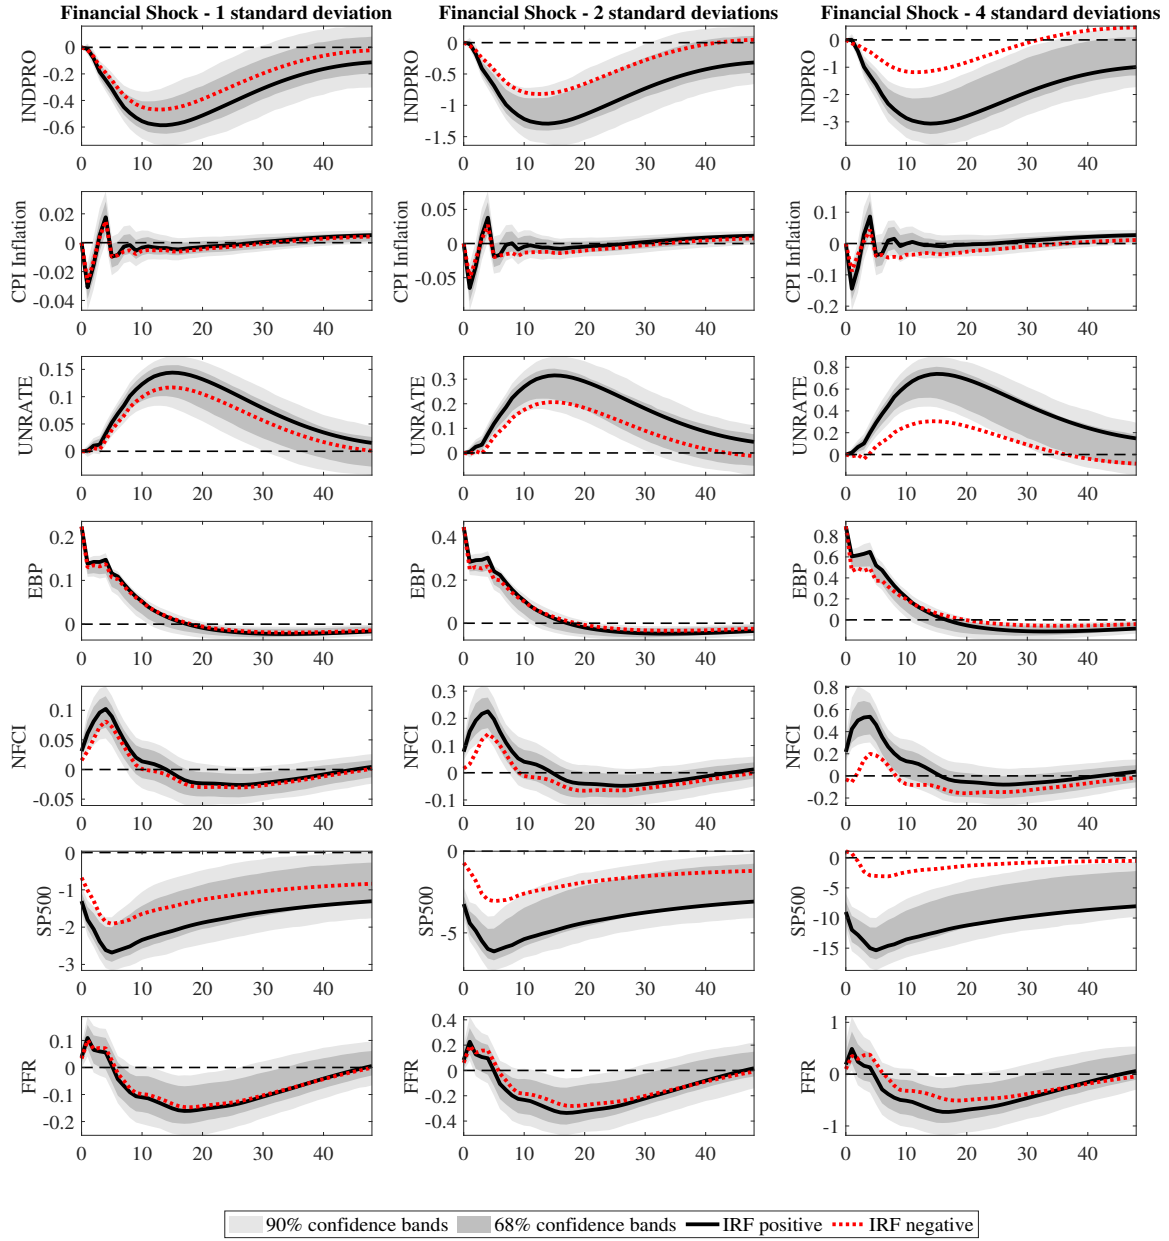 Financial Shock - 1 standard deviation
Financial Shock - 2 standard deviations
Financial Shock - 4 standard deviations
INDPRO
0
-0.2
-0.4
-0.6
0 10 20 30 40
INDPRO
0
-0.5
-1
-1.5
0 10 20 30 40
INDPRO
0
-1
-2
-3
0 10 20 30 40
CPI Inflation
0.02
0
-0.02
-0.04
0 10 20 30 40
CPI Inflation
0.05
0
-0.05
0 10 20 30 40
CPI Inflation
0.1
0
-0.1
-0.2
0 10 20 30 40
UNRATE
0.15
0.1
0.05
0
0 10 20 30 40
UNRATE
0.3
0.2
0.1
0
0 10 20 30 40
UNRATE
0.8
0.6
0.4
0.2
0
0 10 20 30 40
EBP
0.2
0.1
0
0 10 20 30 40
EBP
0.4
0.2
0
0 10 20 30 40
EBP
0.8
0.6
0.4
0.2
0
0 10 20 30 40
NFCI
0.1
0.05
0
-0.05
0 10 20 30 40
NFCI
0.3
0.2
0.1
0
-0.1
0 10 20 30 40
NFCI
0.8
0.6
0.4
0.2
0
-0.2
0 10 20 30 40
SP500
0
-1
-2
-3
0 10 20 30 40
SP500
0
-5
0 10 20 30 40
SP500
0
-5
-10
-15
0 10 20 30 40
FFR
0.1
0
-0.1
-0.2
0 10 20 30 40
FFR
0.4
0.2
0
-0.2
-0.4
0 10 20 30 40
FFR
1
0
-1
0 10 20 30 40
90% confidence bands 68% confidence bands IRF positive IRF negative